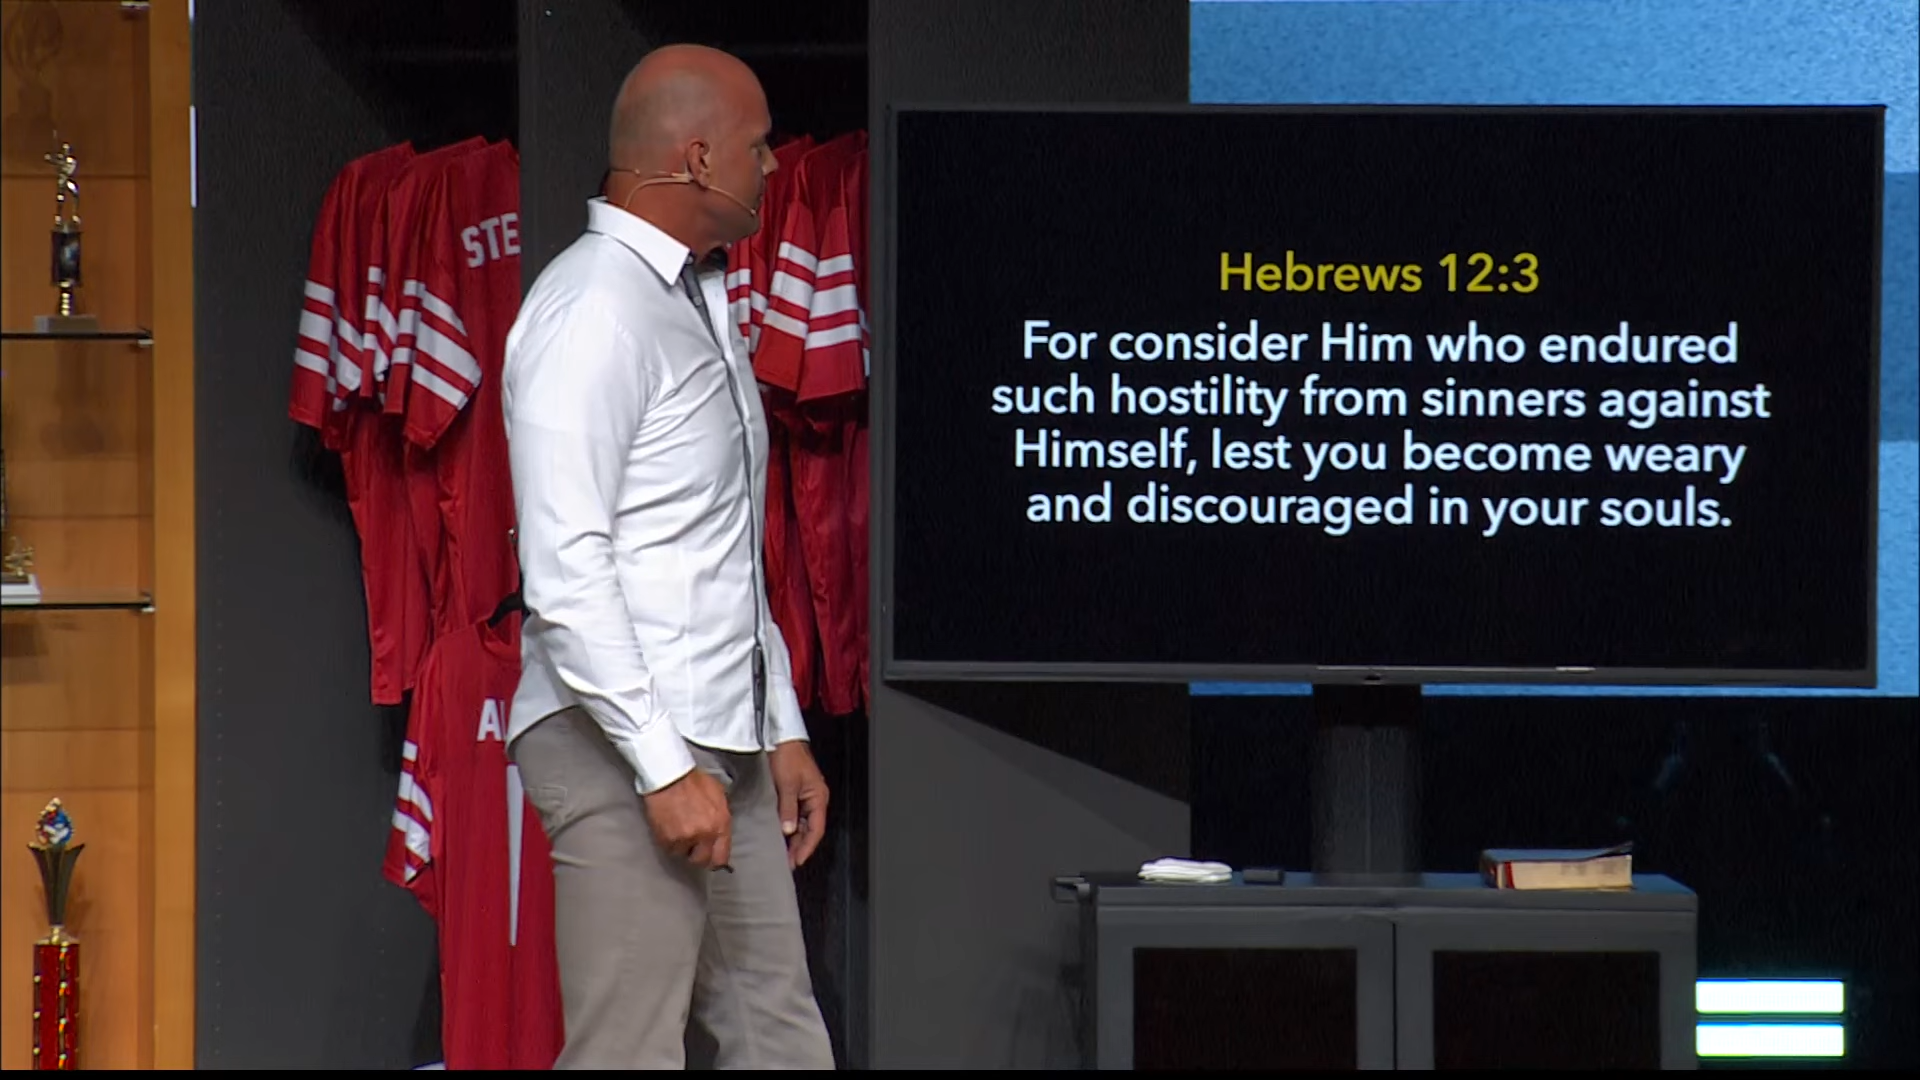 STE
Hebrews 12:3
For consider Him who endured
such hostility from sinners against
Himself, lest you become weary
and discouraged in your souls.